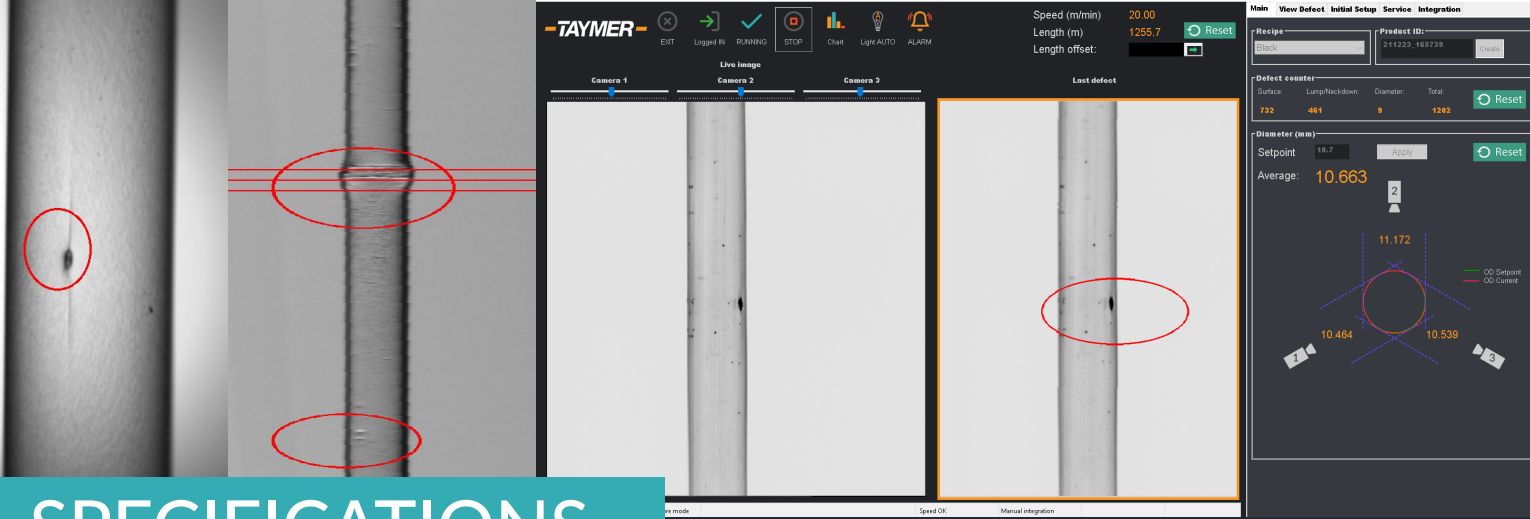 TAYMER
EXIT
Logged IN
RUNNING
STOP
Chart
Light AUTO
ALARM
Speed (m/min) 20.00
Length (m) 1255.7
Reset
Length offset:
Live image
Camera 1
Camera 2
Camera 3
Last defect
Main View Defect Initial Setup Service Integration
Recipe
Black
Product ID:
211223_165739
Create
Defect counter
Surface: Lump/Neckdown: Diameter: Total:
732 461 9 1202
Reset
Diameter (mm)
Setpoint 10.7 Apply
Reset
Average: 10.663
2
11.172
OD Setpoint
OD Current
10.464
10.539
1
3
SPECIFICATIONS
re mode
Speed OK
Manual integration